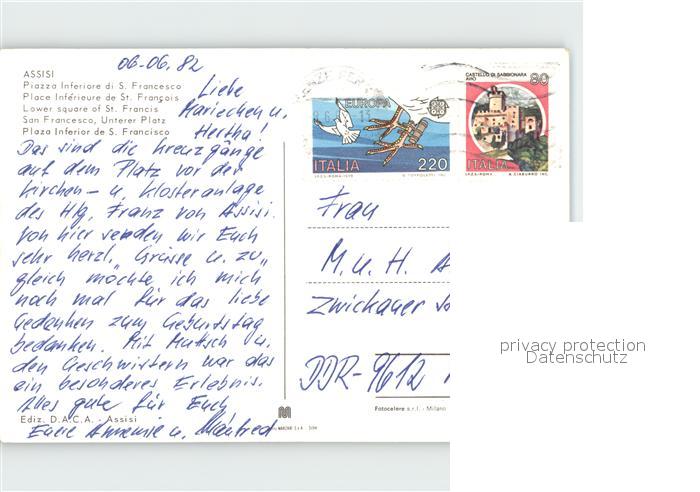 06-06.82
ASSISI
Piazza Inferiore di S. Francesco
Place Inférieure de St. François
Lower square of St. Francis
San Francesco, Unterer Platz
Plaza Inferior de S. Francisco
Liebe
Mariechen u.
Hertha!
Das sind die Kreuzgänge
auf dem Platz vor der
Kirchen- u. Klosteranlage
des Hlg. Franz von Assisi.
Von hier senden wir Euch
sehr herzl. Grüsse u. zu„
gleich möchte ich mich
noch mal für das liebe
Gedenken zum Geburtstag
bedanken. Mit Muttsch u.
den Geschwistern war das
ein besonderes Erlebnis.
Alles gute für Euch
Eure Annemie u. Manfred
Ediz. D.A.C.A. - Assisi
EUROPA
ITALIA 220
I.P.Z.S.-ROMA-1979
CASTELLO DI SABBIONARA
AVIO
80
ITALIA
I.P.Z.S.-ROMA
Frau
M. u. H.
Zwickauer
DDR-9612
Fotocelere s.r.l. - Milano
privacy protection
Datenschutz